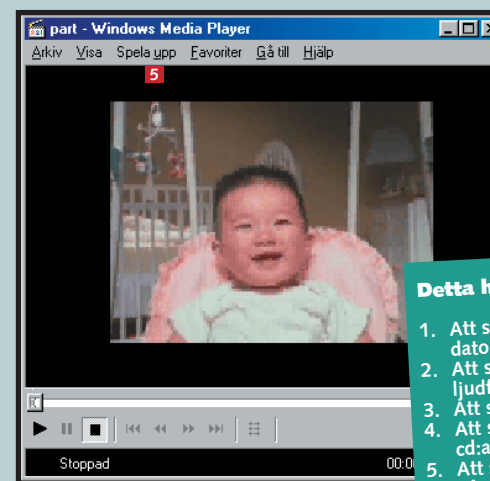 part - Windows Media Player
Arkiv Visa Spela upp Favoriter Gå till Hjälp
5
Stoppad 00:0
Detta h
1. Att s
dato
2. Att s
ljudf
3. Att s
4. Att s
cd:a
5. Att